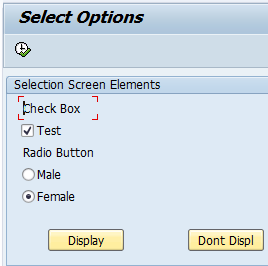 Select Options
Selection Screen Elements
Check Box
Test
Radio Button
Male
Female
Display Dont Displ